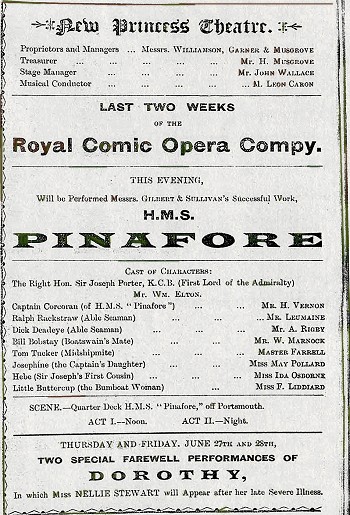 New Princess Theatre.
Proprietors and Managers ... Messrs. WILLIAMSON, GARNER & MUSGROVE
Treasurer ... ... ... ... Mr. H. MUSGROVE
Stage Manager ... ... ... ... Mr. JOHN WALLACE
Musical Conductor ... ... ... ... M. LEON CARON
LAST TWO WEEKS
OF THE
Royal Comic Opera Compy.
THIS EVENING,
Will be Performed Messrs. GILBERT & SULLIVAN'S Successful Work,
H.M.S.
PINAFORE
CAST OF CHARACTERS:
The Right Hon. Sir Joseph Porter, K.C.B. (First Lord of the Admiralty)
Mr. WM. ELTON.
Captain Corcoran (of H.M.S. "Pinafore") ... ... Mr. H. VERNON
Ralph Rackstraw (Able Seaman) ... ... ... Mr. LEUMAINE
Dick Deadeye (Able Seaman) ... ... ... Mr. A. RIGBY
Bill Bobstay (Boatswain's Mate) ... ... Mr. W. MARNOCK
Tom Tucker (Midshipmite) ... ... MASTER FARRELL
Josephine (the Captain's Daughter) ... ... MISS MAY POLLARD
Hebe (Sir Joseph's First Cousin) ... ... MISS IDA OSBORNE
Little Buttercup (the Bumboat Woman) ... MISS F. LIDDIARD
SCENE.—Quarter Deck H.M.S. "Pinafore," off Portsmouth.
ACT I.—Noon. ACT II.—Night.
THURSDAY AND FRIDAY. JUNE 27TH AND 28TH,
TWO SPECIAL FAREWELL PERFORMANCES OF
DOROTHY,
In which MISS NELLIE STEWART will Appear after her late Severe Illness.